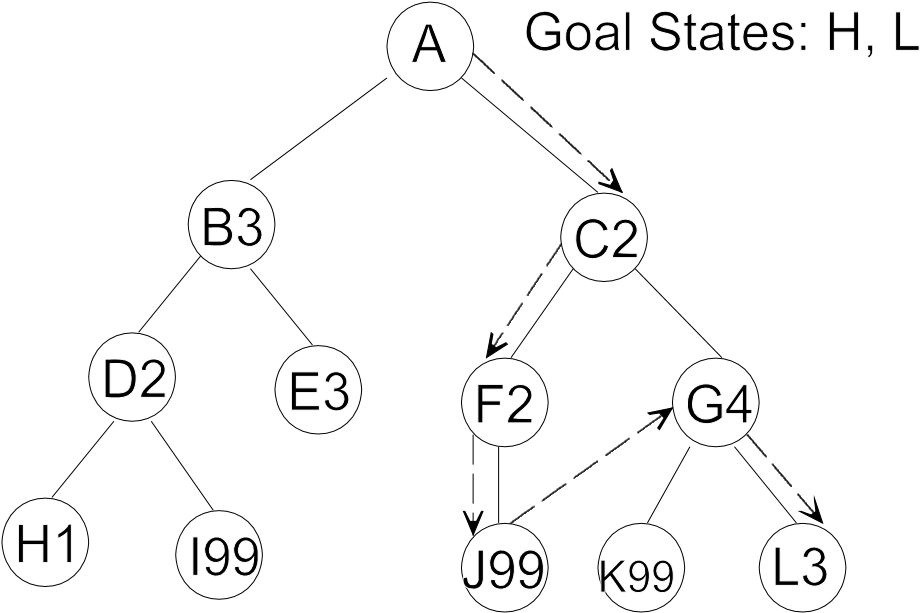 A
Goal States: H, L
B3
C2
D2
E3
F2
G4
H1
I99
J99
K99
L3